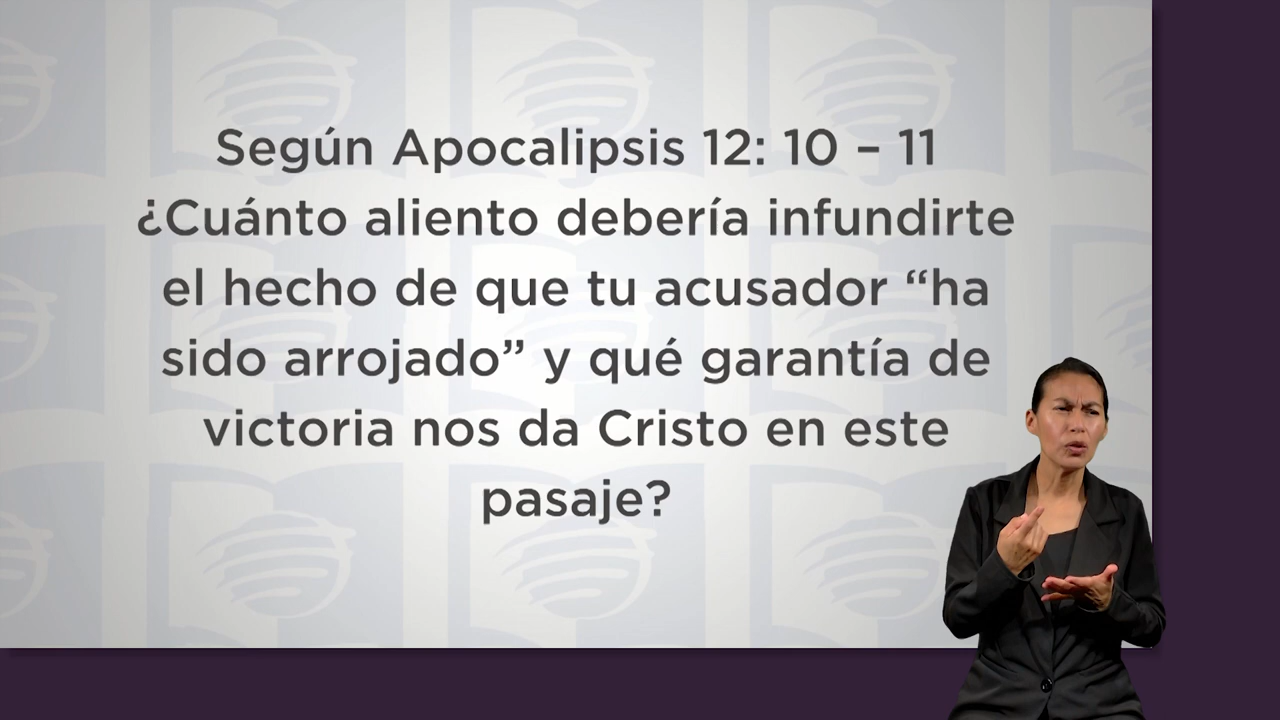 Según Apocalipsis 12: 10 – 11
¿Cuánto aliento debería infundirte
el hecho de que tu acusador “ha
sido arrojado” y qué garantía de
victoria nos da Cristo en este
pasaje?